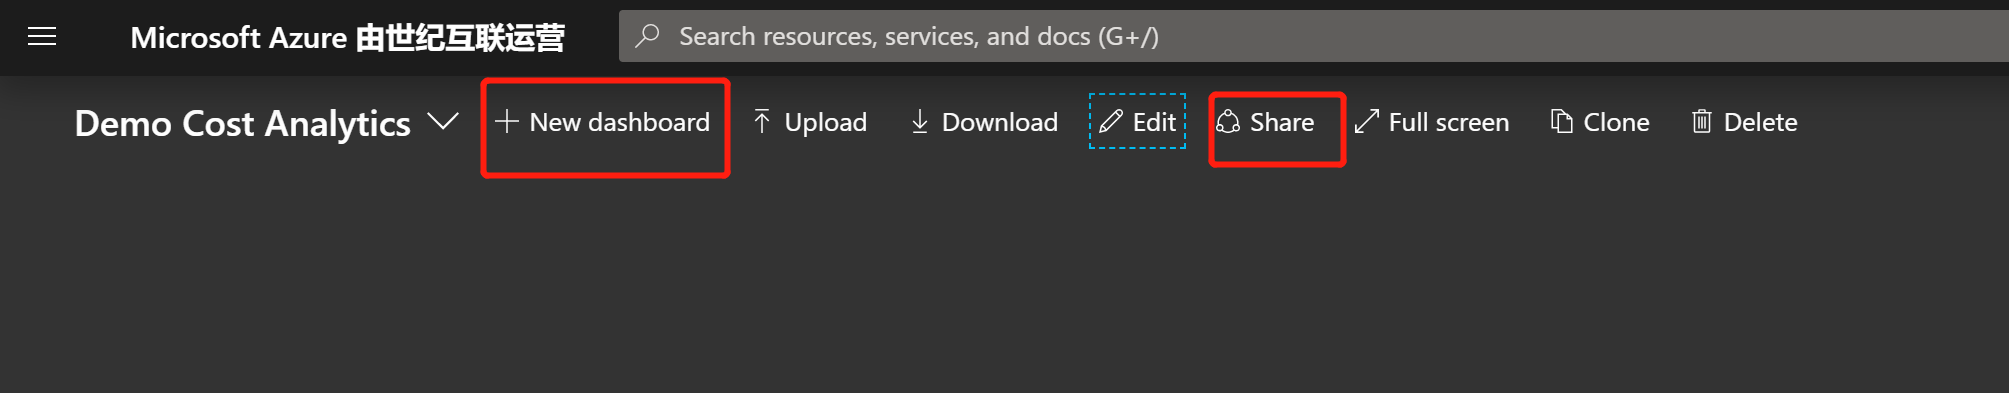 Microsoft Azure 由世纪互联运营
Search resources, services, and docs (G+/)
Demo Cost Analytics
New dashboard
Upload
Download
Edit
Share
Full screen
Clone
Delete